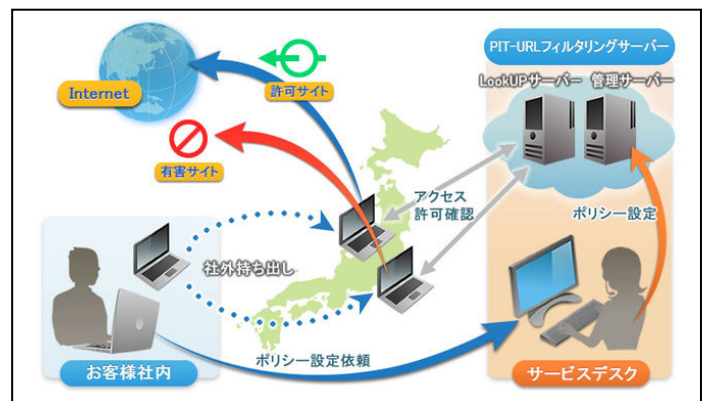 PIT-URLフィルタリングサーバー
LookUPサーバー 管理サーバー
Internet
許可サイト
有害サイト
アクセス
許可確認
ポリシー設定
社外持ち出し
ポリシー設定依頼
お客様社内
サービスデスク